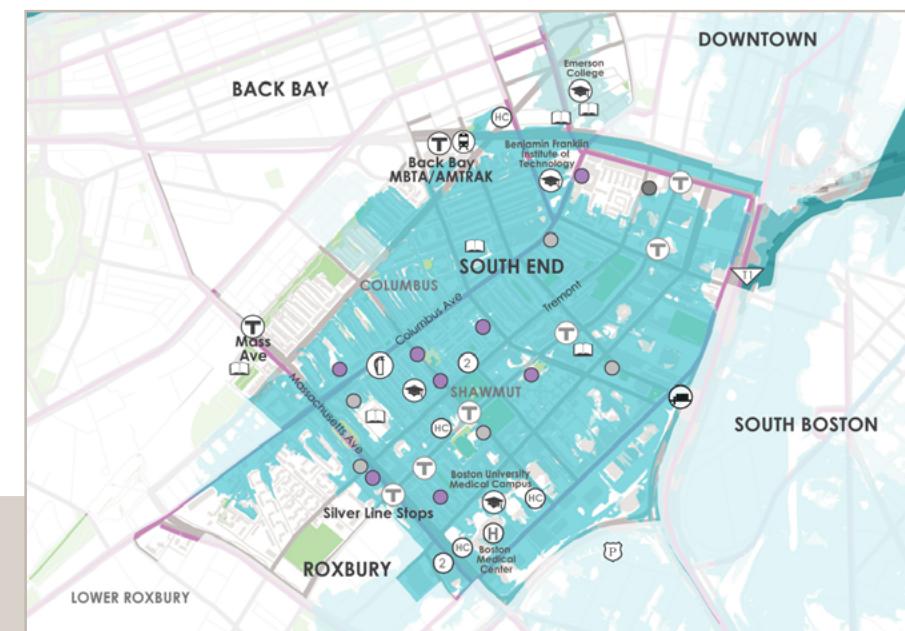 DOWNTOWN
Emerson
College
BACK BAY
HC
Benjamin Franklin
Institute of
Technology
T
Back Bay
MBTA/AMTRAK
T
T
SOUTH END
T1
COLUMBUS
Columbus Ave
Tremont
T
Mass
Ave
T
2
SHAWMUT
Massachusetts Ave
T
HC
SOUTH BOSTON
T
Boston University
Medical Campus
T
HC
Silver Line Stops
H
HC
Boston
Medical
Center
P
2
ROXBURY
LOWER ROXBURY